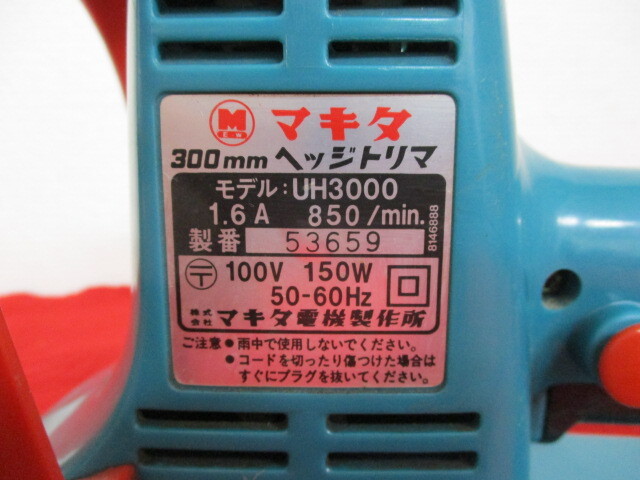 M マキタ
300mm ヘッジトリマ
モデル:UH3000
1.6A 850/min.
製番 53659
8146888
〒 100V 150W
50-60Hz
株式会社 マキタ電機製作所
ご注意 ●雨中で使用しないでください。
●コードを切ったり傷つけた場合は
すぐにプラグを抜いてください。